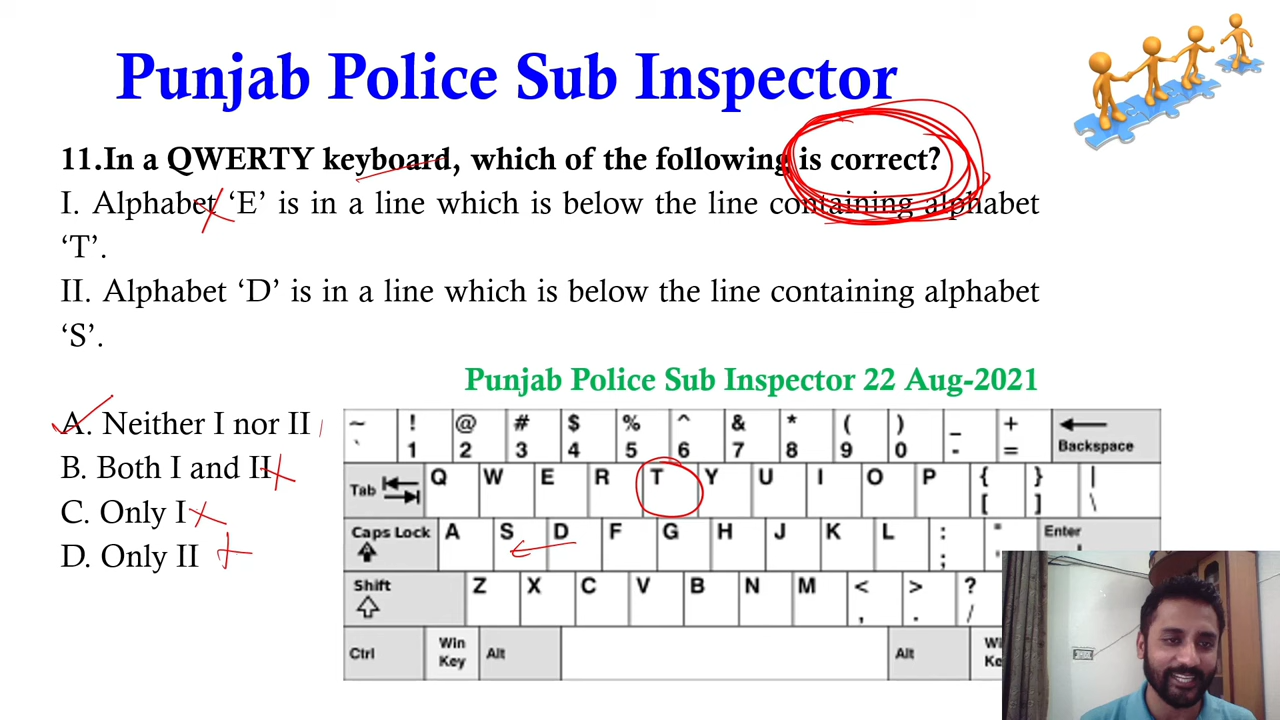 Punjab Police Sub Inspector
11.In a QWERTY keyboard, which of the following is correct?
I. Alphabet ‘E’ is in a line which is below the line containing alphabet
‘T’.
II. Alphabet ‘D’ is in a line which is below the line containing alphabet
‘S’.
Punjab Police Sub Inspector 22 Aug-2021
A. Neither I nor II
B. Both I and II
C. Only I
D. Only II
~ ! @ # $ % ^ & * ( ) _ +
` 1 2 3 4 5 6 7 8 9 0 - = Backspace
Tab Q W E R T Y U I O P { } |
[ ] \
Caps Lock A S D F G H J K L : " Enter
; '
Shift Z X C V B N M < > ?
, . /
Ctrl Win Key Alt Alt